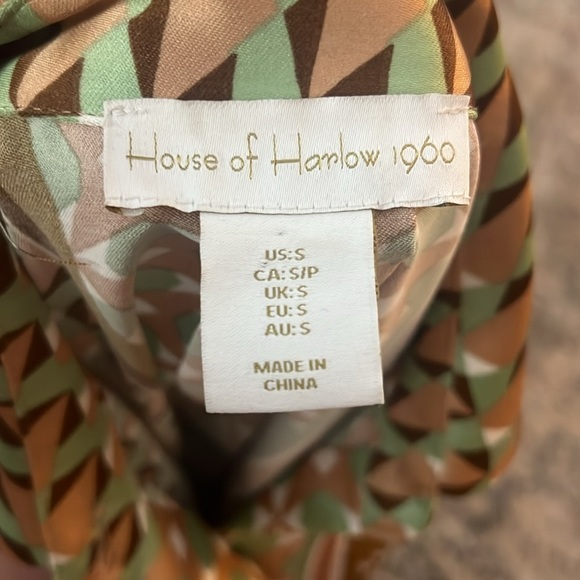 House of Harlow 1960
US:S
CA:S/P
UK:S
EU:S
AU:S
MADE IN
CHINA